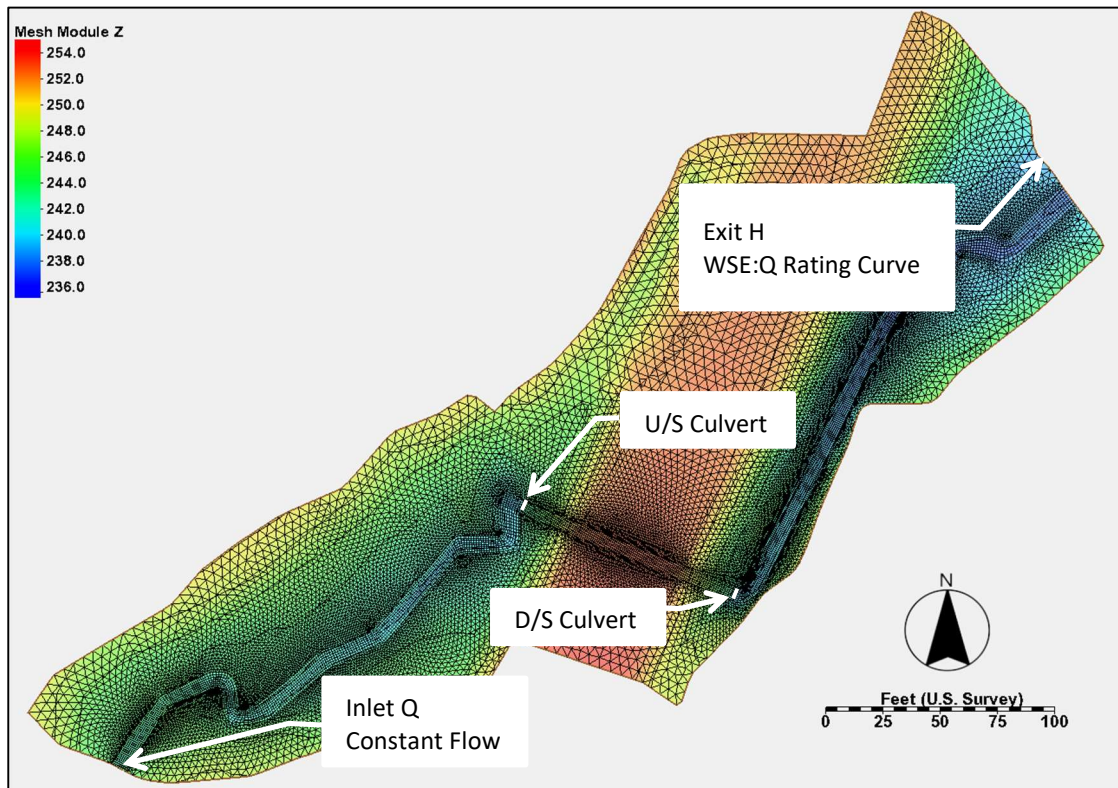 Mesh Module Z
254.0
252.0
250.0
248.0
246.0
244.0
242.0
240.0
238.0
236.0
Exit H
WSE:Q Rating Curve
U/S Culvert
D/S Culvert
Inlet Q
Constant Flow
N
Feet (U.S. Survey)
0 25 50 75 100